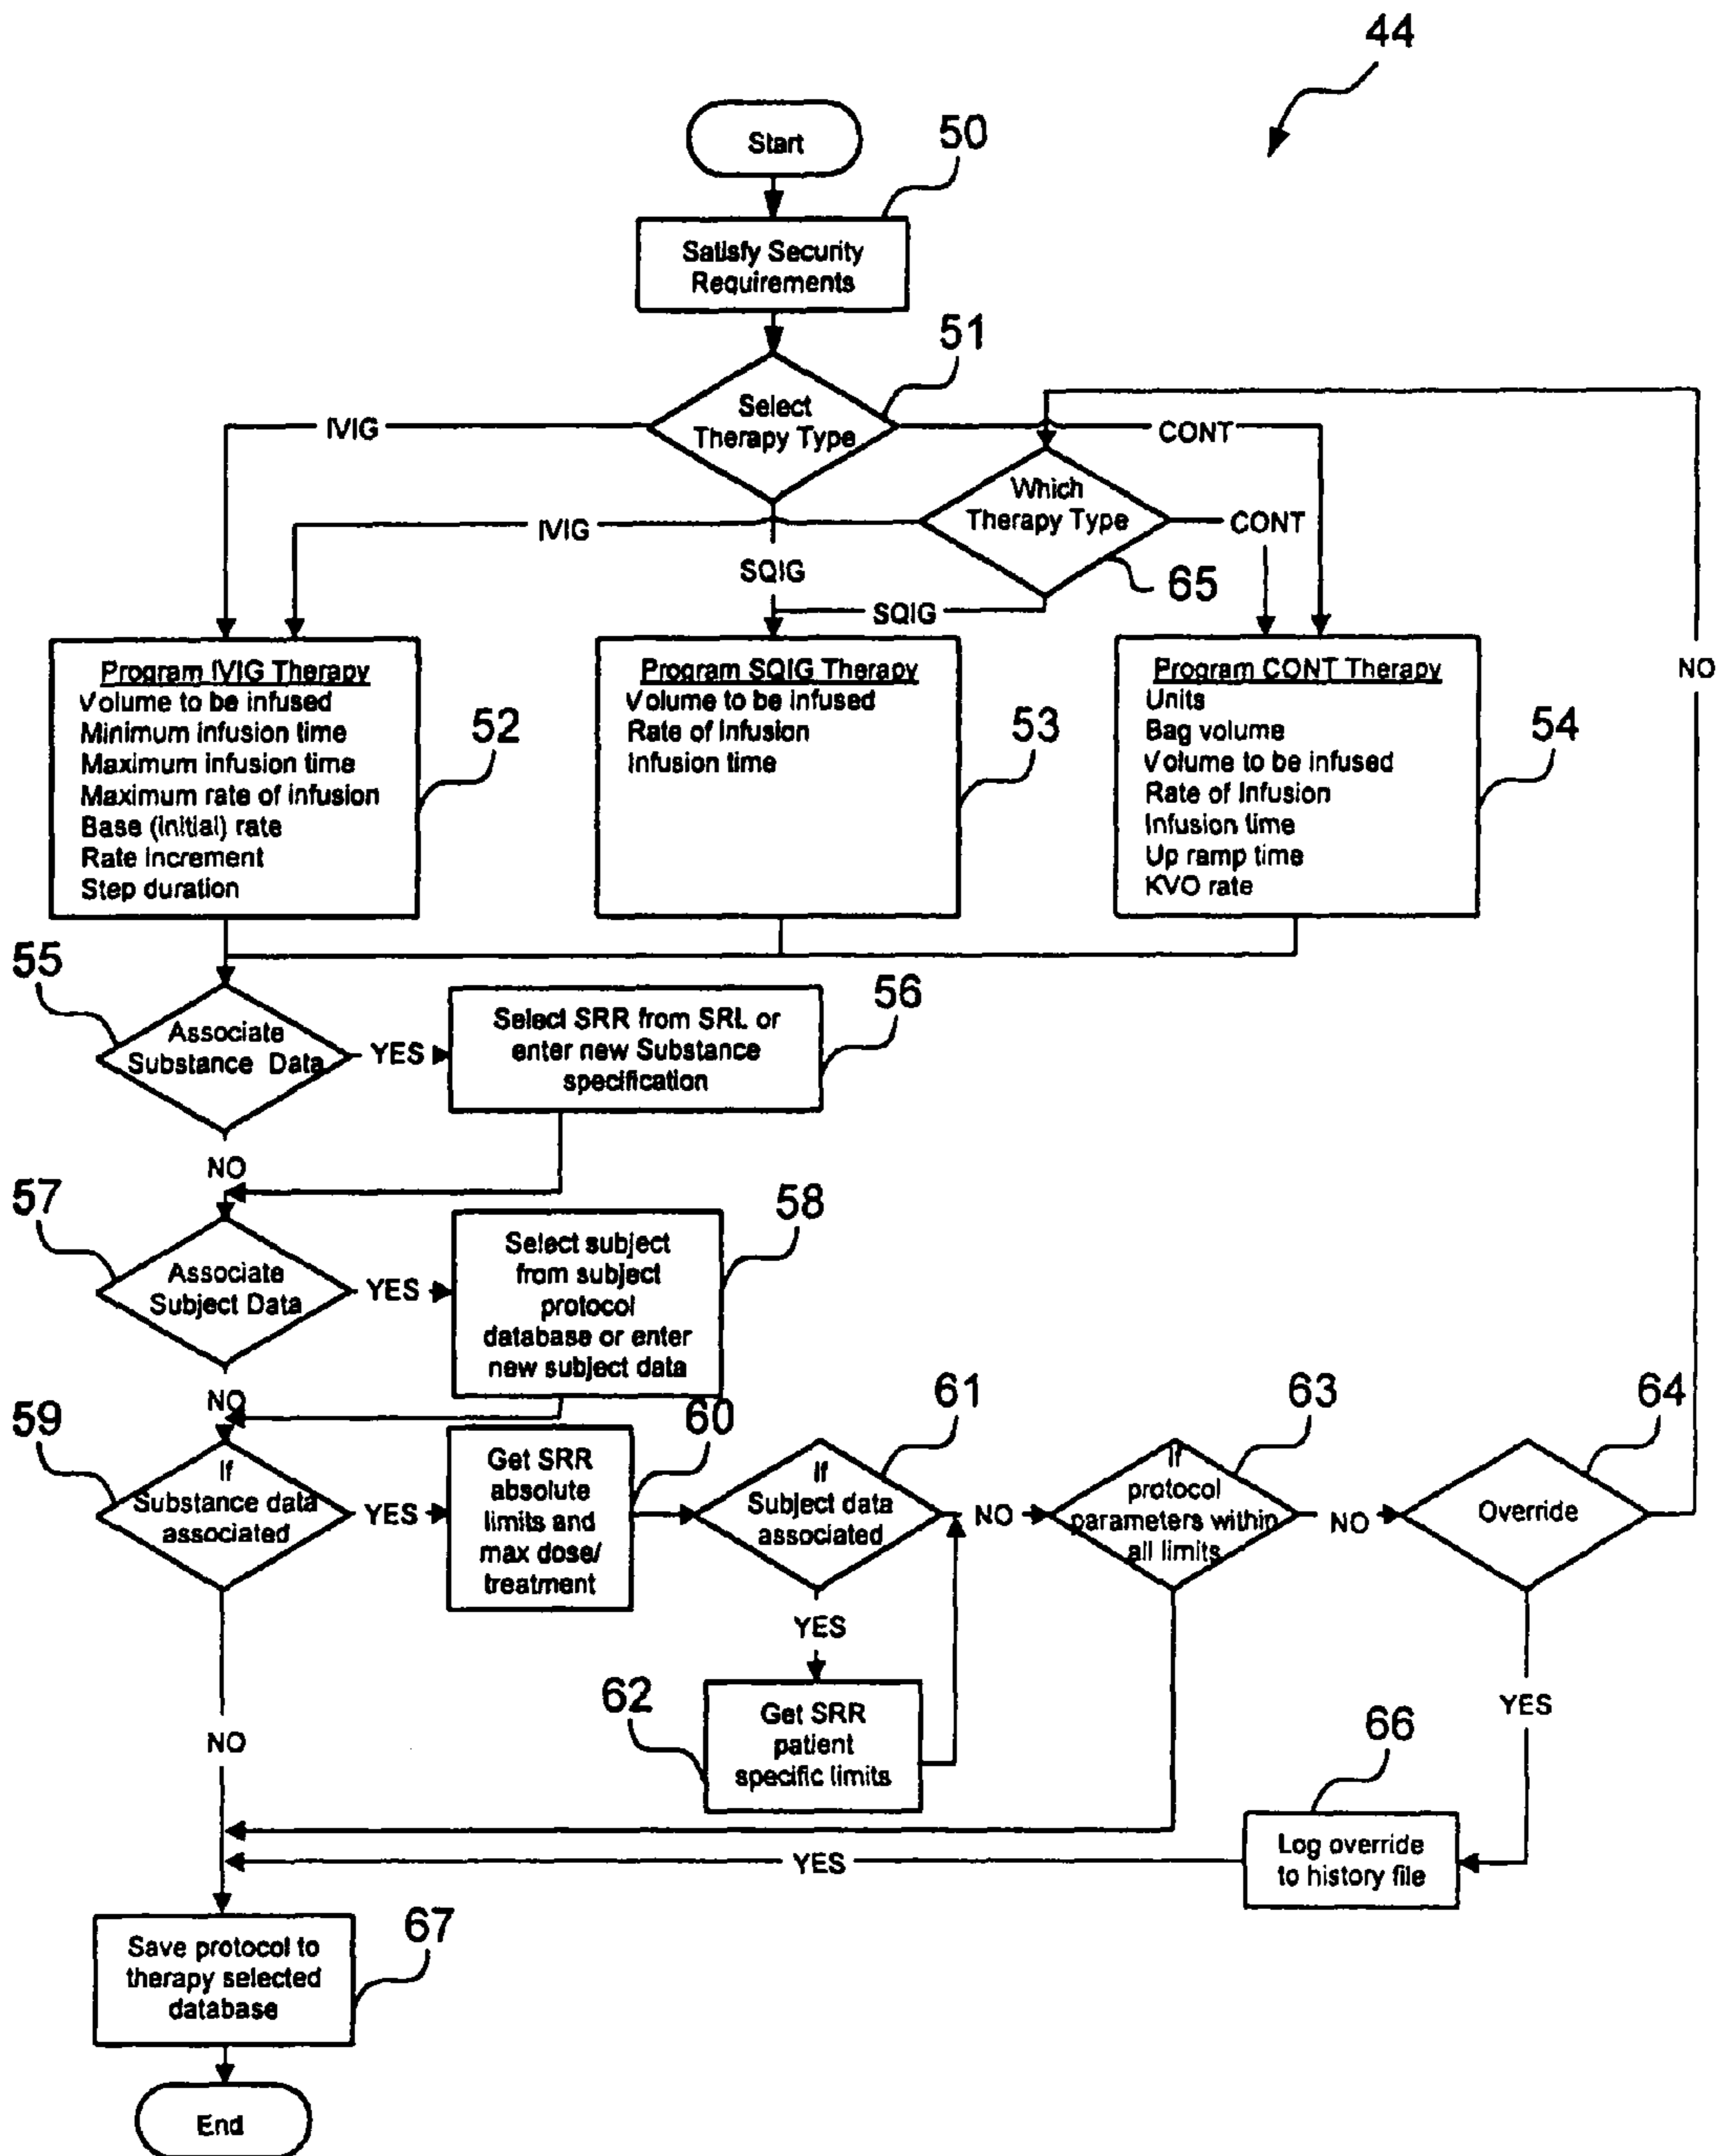 44
Start
50
Satisfy Security
Requirements
51
Select
Therapy Type
IVIG
CONT
Which
Therapy Type
IVIG
CONT
SQIG
65
SQIG
NO
Program IVIG Therapy
Volume to be infused
Minimum infusion time
Maximum infusion time
Maximum rate of infusion
Base (initial) rate
Rate increment
Step duration
52
Program SQIG Therapy
Volume to be infused
Rate of Infusion
Infusion time
53
Program CONT Therapy
Units
Bag volume
Volume to be infused
Rate of Infusion
Infusion time
Up ramp time
KVO rate
54
55
Associate
Substance Data
YES
Select SRR from SRL or
enter new Substance
specification
56
NO
57
Associate
Subject Data
YES
Select subject
from subject
protocol
database or enter
new subject data
58
NO
59
If
Substance data
associated
YES
Get SRR
absolute
limits and
max dose/
treatment
60
61
If
Subject data
associated
NO
63
If
protocol
parameters within
all limits
NO
64
Override
YES
62
Get SRR
patient
specific limits
NO
YES
66
Log override
to history file
YES
Save protocol to
therapy selected
database
67
End